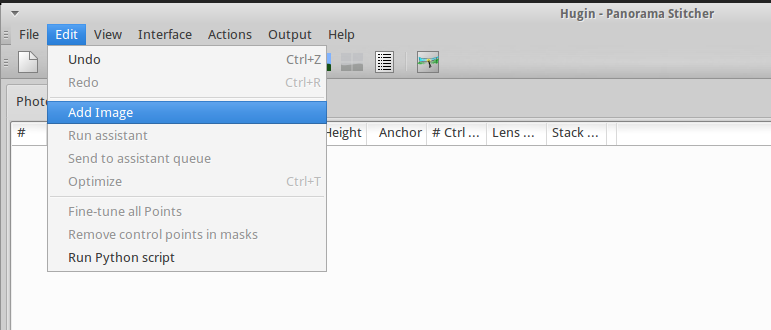 Hugin - Panorama Stitcher
File Edit View Interface Actions Output Help
Undo Ctrl+Z
Redo Ctrl+R
Add Image
Run assistant
Send to assistant queue
Optimize Ctrl+T
Fine-tune all Points
Remove control points in masks
Run Python script
# Anchor # Ctrl ... Lens ... Stack ...